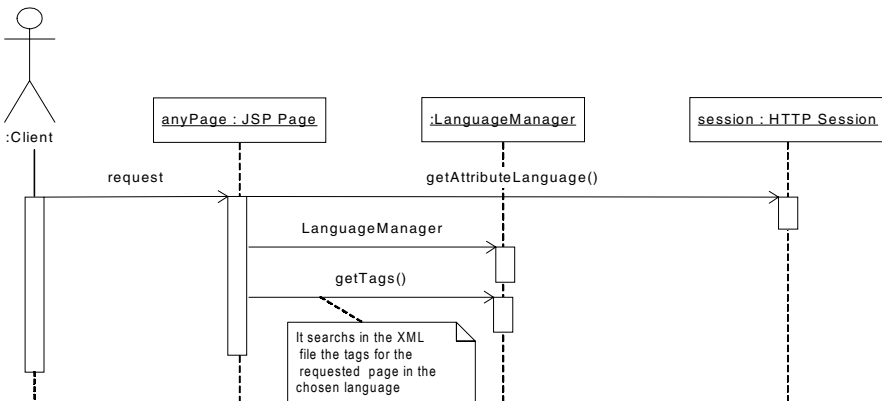 :Client
anyPage : JSP Page
:LanguageManager
session : HTTP Session
request
getAttributeLanguage()
LanguageManager
getTags()
It searchs in the XML
file the tags for the
requested page in the
chosen language